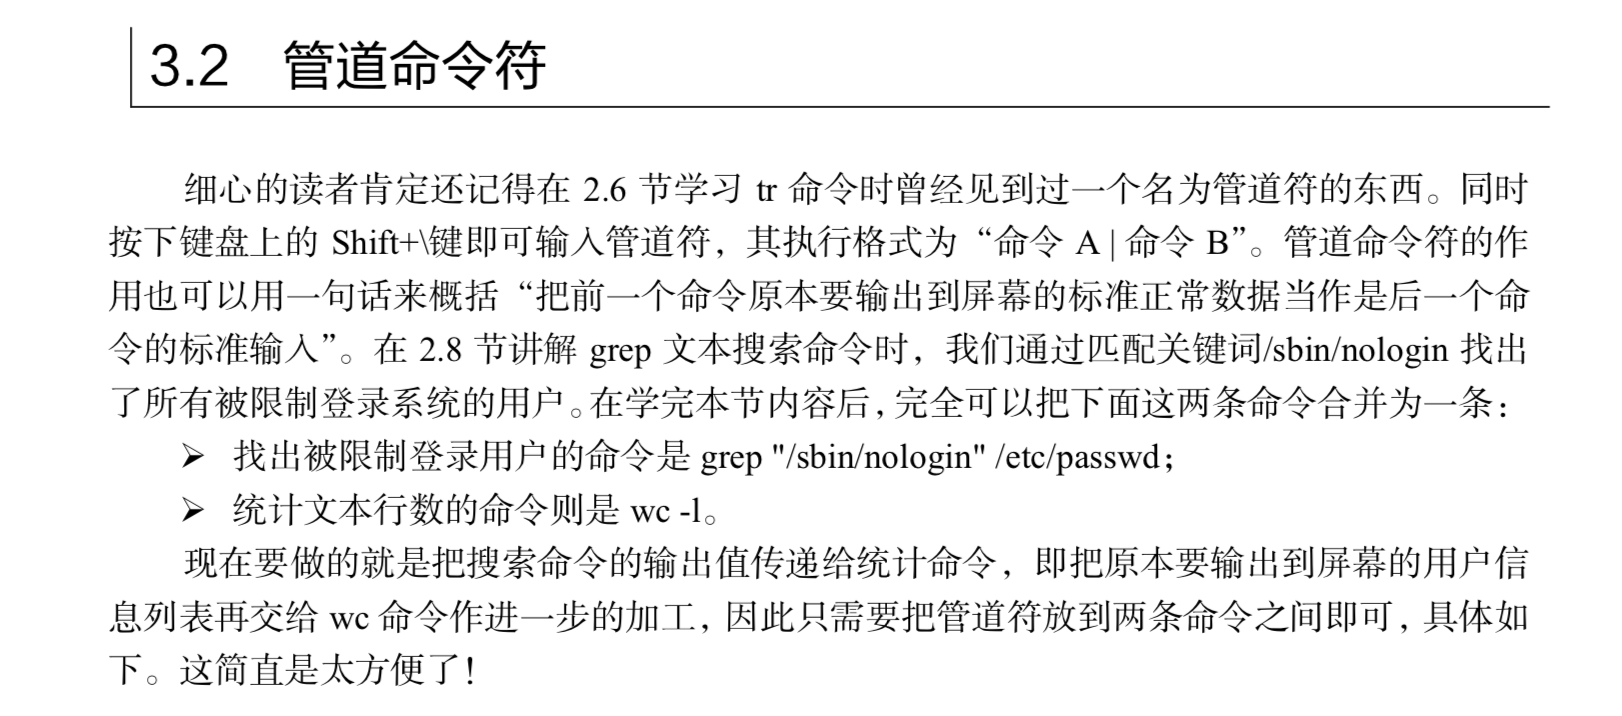 3.2 管道命令符
细心的读者肯定还记得在 2.6 节学习 tr 命令时曾经见到过一个名为管道符的东西。同时
按下键盘上的 Shift+\键即可输入管道符，其执行格式为“命令 A | 命令 B”。管道命令符的作
用也可以用一句话来概括“把前一个命令原本要输出到屏幕的标准正常数据当作是后一个命
令的标准输入”。在 2.8 节讲解 grep 文本搜索命令时，我们通过匹配关键词/sbin/nologin 找出
了所有被限制登录系统的用户。在学完本节内容后，完全可以把下面这两条命令合并为一条：
➢ 找出被限制登录用户的命令是 grep "/sbin/nologin" /etc/passwd；
➢ 统计文本行数的命令则是 wc -l。
现在要做的就是把搜索命令的输出值传递给统计命令，即把原本要输出到屏幕的用户信
息列表再交给 wc 命令作进一步的加工，因此只需要把管道符放到两条命令之间即可，具体如
下。这简直是太方便了！